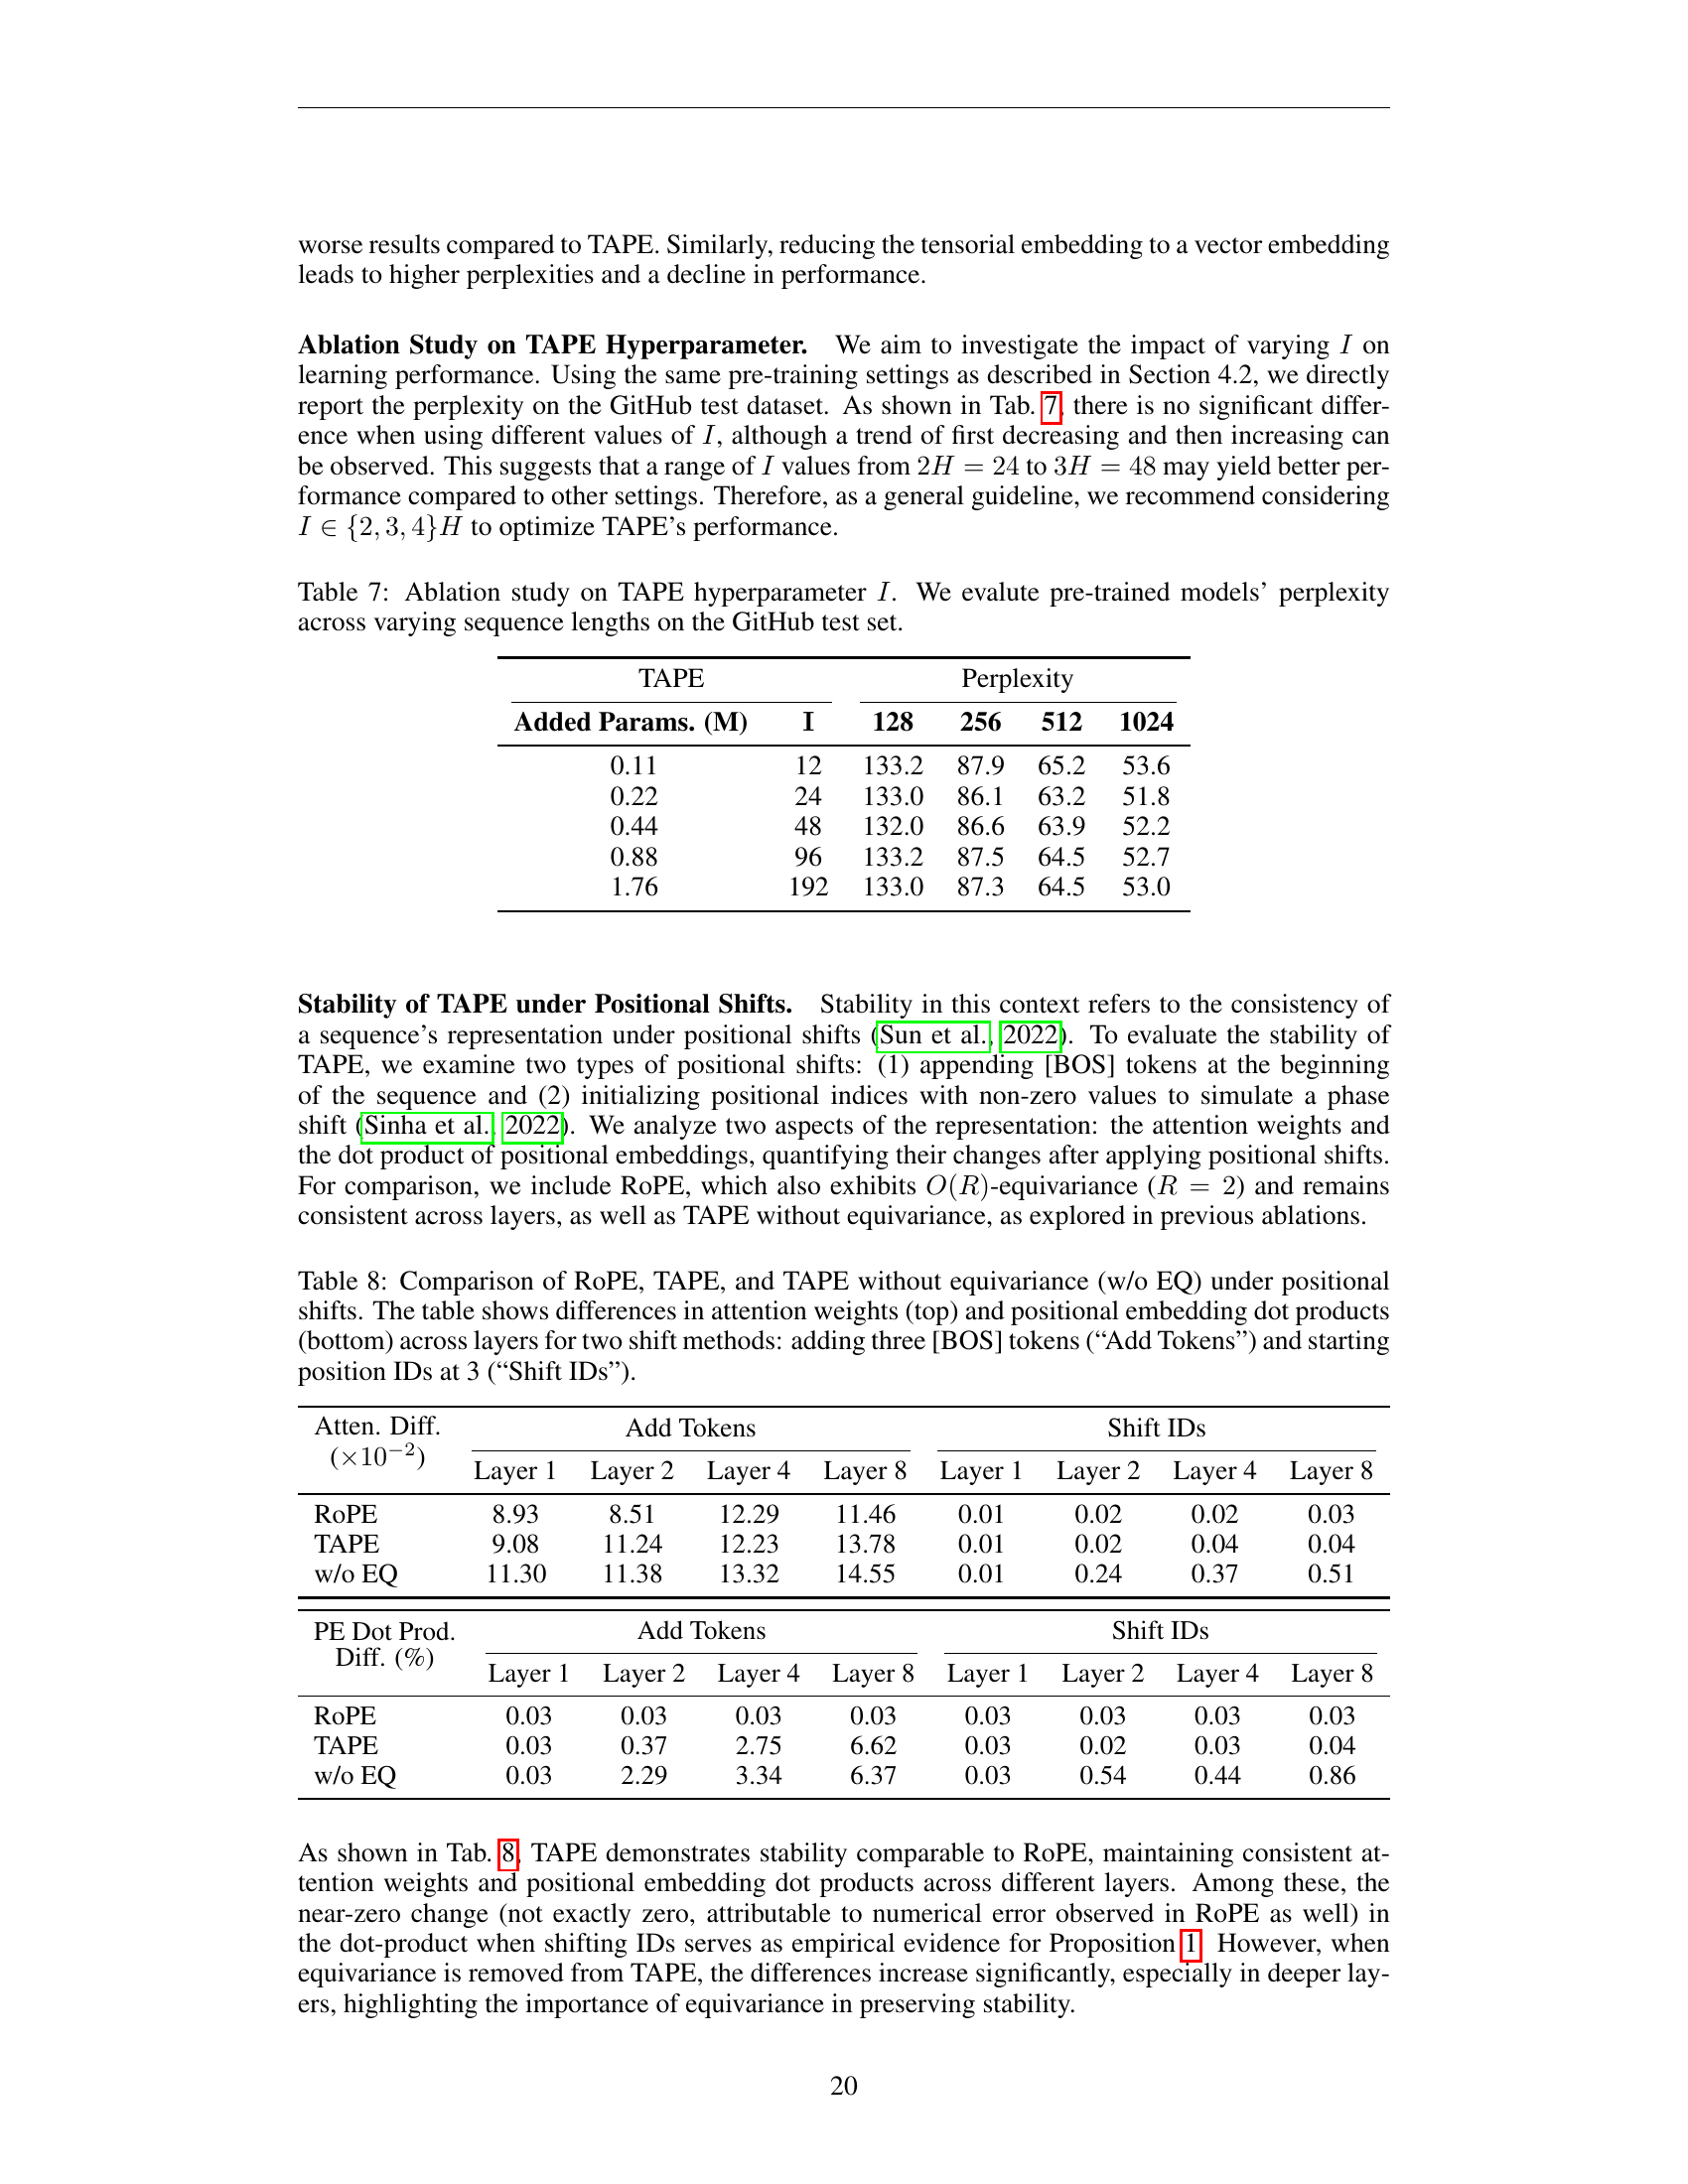 worse results compared to TAPE. Similarly, reducing the tensorial embedding to a vector embedding
leads to higher perplexities and a decline in performance.
Ablation Study on TAPE Hyperparameter. We aim to investigate the impact of varying I on
learning performance. Using the same pre-training settings as described in Section 4.2, we directly
report the perplexity on the GitHub test dataset. As shown in Tab. 7, there is no significant differ-
ence when using different values of I, although a trend of first decreasing and then increasing can
be observed. This suggests that a range of I values from 2H = 24 to 3H = 48 may yield better per-
formance compared to other settings. Therefore, as a general guideline, we recommend considering
I ∈ {2, 3, 4}H to optimize TAPE's performance.
Table 7: Ablation study on TAPE hyperparameter I. We evalute pre-trained models' perplexity
across varying sequence lengths on the GitHub test set.
TAPE Perplexity
Added Params. (M) I 128 256 512 1024
0.11 12 133.2 87.9 65.2 53.6
0.22 24 133.0 86.1 63.2 51.8
0.44 48 132.0 86.6 63.9 52.2
0.88 96 133.2 87.5 64.5 52.7
1.76 192 133.0 87.3 64.5 53.0
Stability of TAPE under Positional Shifts. Stability in this context refers to the consistency of
a sequence's representation under positional shifts (Sun et al., 2022). To evaluate the stability of
TAPE, we examine two types of positional shifts: (1) appending [BOS] tokens at the beginning
of the sequence and (2) initializing positional indices with non-zero values to simulate a phase
shift (Sinha et al., 2022). We analyze two aspects of the representation: the attention weights and
the dot product of positional embeddings, quantifying their changes after applying positional shifts.
For comparison, we include RoPE, which also exhibits O(R)-equivariance (R = 2) and remains
consistent across layers, as well as TAPE without equivariance, as explored in previous ablations.
Table 8: Comparison of RoPE, TAPE, and TAPE without equivariance (w/o EQ) under positional
shifts. The table shows differences in attention weights (top) and positional embedding dot products
(bottom) across layers for two shift methods: adding three [BOS] tokens (“Add Tokens”) and starting
position IDs at 3 (“Shift IDs”).
Atten. Diff. Add Tokens Shift IDs
(×10⁻²) Layer 1 Layer 2 Layer 4 Layer 8 Layer 1 Layer 2 Layer 4 Layer 8
RoPE 8.93 8.51 12.29 11.46 0.01 0.02 0.02 0.03
TAPE 9.08 11.24 12.23 13.78 0.01 0.02 0.04 0.04
w/o EQ 11.30 11.38 13.32 14.55 0.01 0.24 0.37 0.51
PE Dot Prod. Add Tokens Shift IDs
Diff. (%) Layer 1 Layer 2 Layer 4 Layer 8 Layer 1 Layer 2 Layer 4 Layer 8
RoPE 0.03 0.03 0.03 0.03 0.03 0.03 0.03 0.03
TAPE 0.03 0.37 2.75 6.62 0.03 0.02 0.03 0.04
w/o EQ 0.03 2.29 3.34 6.37 0.03 0.54 0.44 0.86
As shown in Tab. 8, TAPE demonstrates stability comparable to RoPE, maintaining consistent at-
tention weights and positional embedding dot products across different layers. Among these, the
near-zero change (not exactly zero, attributable to numerical error observed in RoPE as well) in
the dot-product when shifting IDs serves as empirical evidence for Proposition 1. However, when
equivariance is removed from TAPE, the differences increase significantly, especially in deeper lay-
ers, highlighting the importance of equivariance in preserving stability.
20